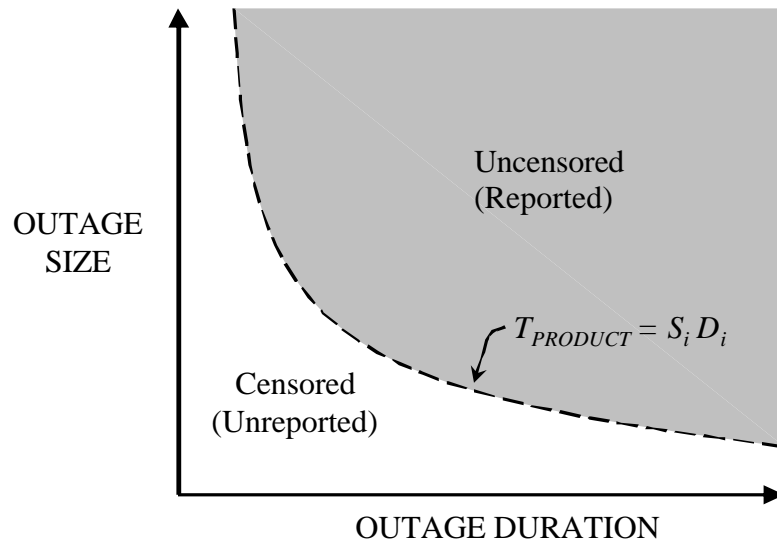 Uncensored
(Reported)
OUTAGE
SIZE
T_PRODUCT = S_i D_i
Censored
(Unreported)
OUTAGE DURATION